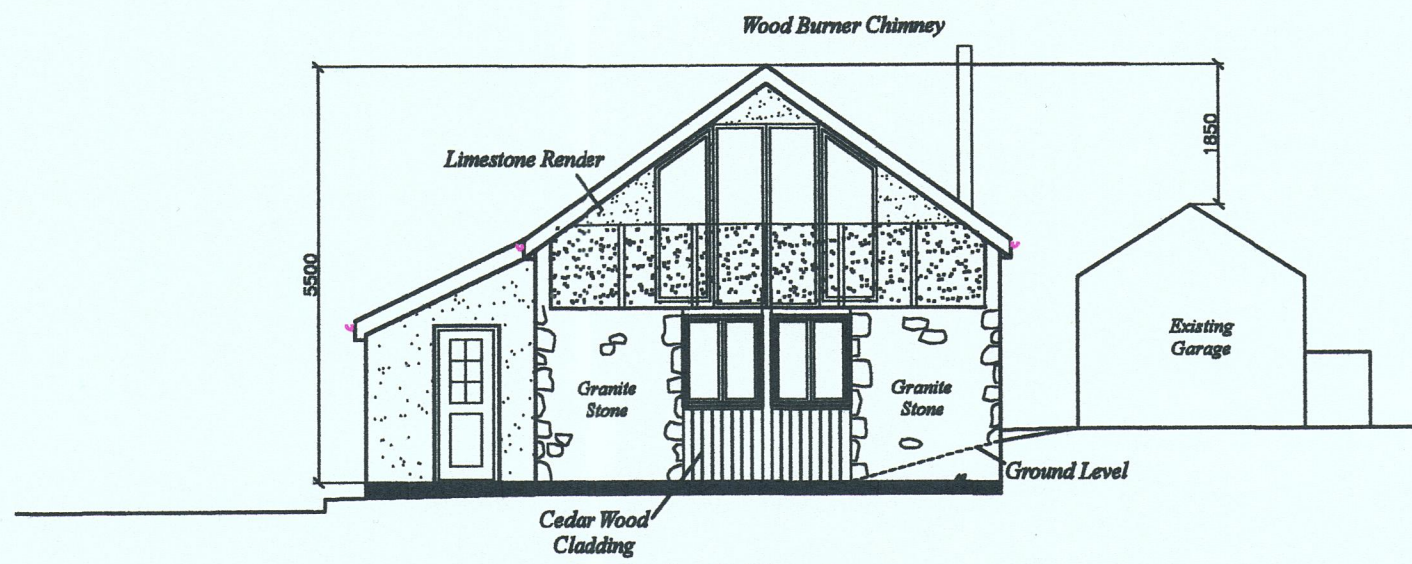 Wood Burner Chimney
Limestone Render
1850
5500
Existing
Garage
Granite
Stone
Granite
Stone
Ground Level
Cedar Wood
Cladding